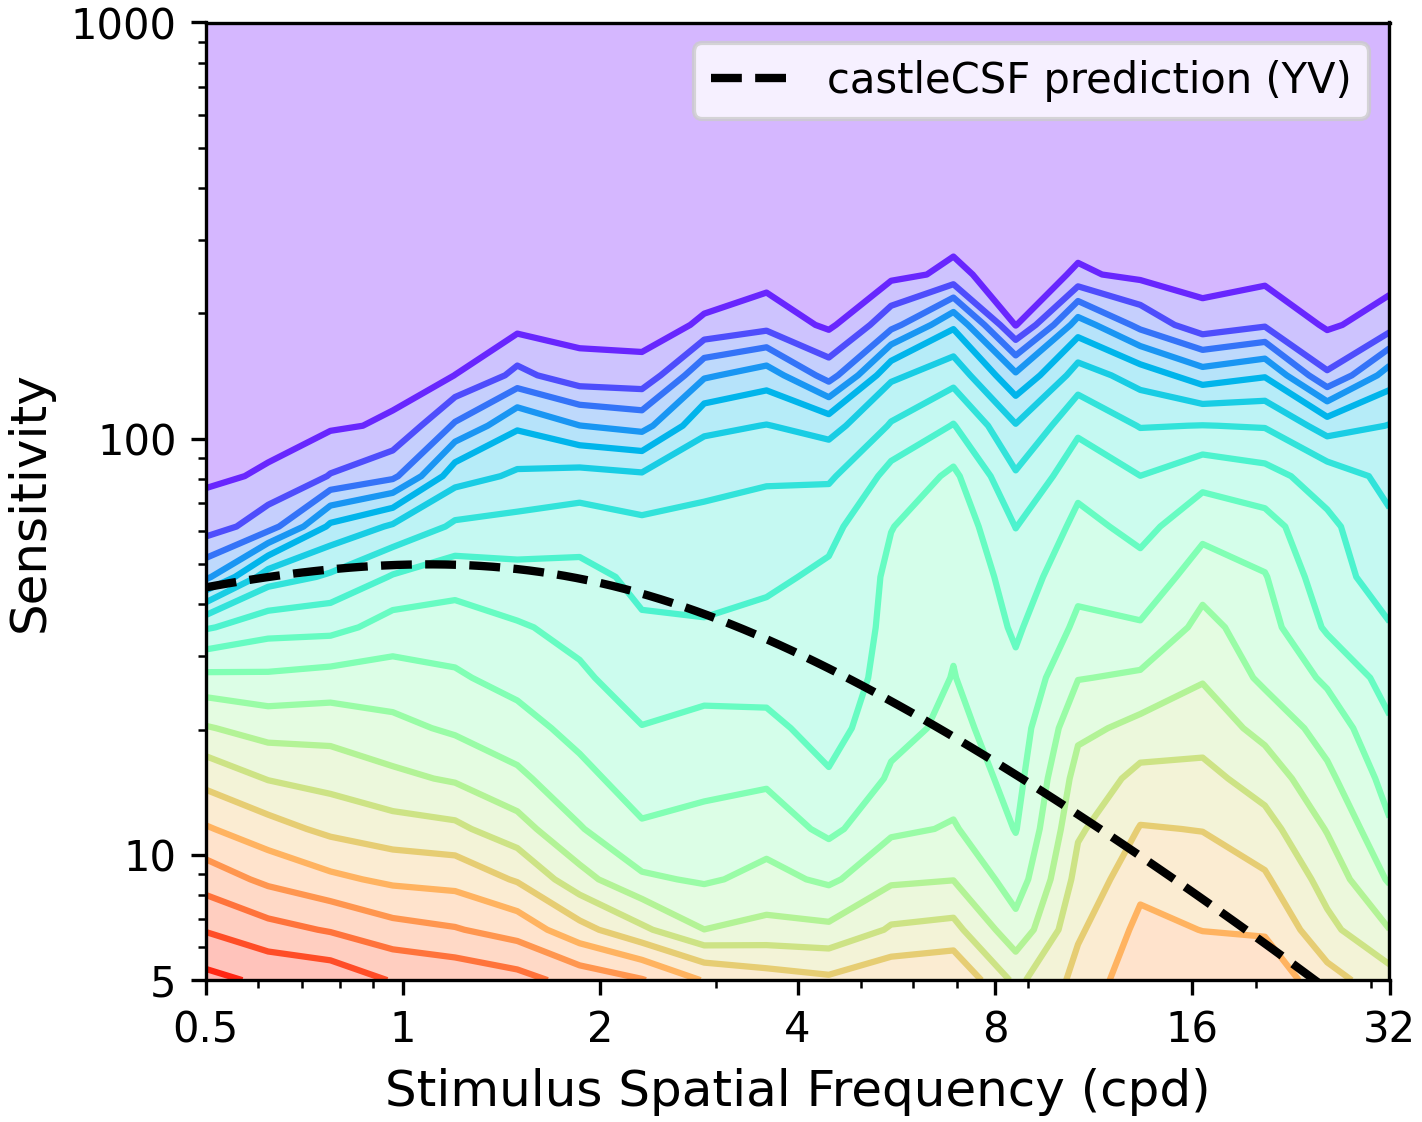 1000
castleCSF prediction (YV)
100
Sensitivity
10
5
0.5 1 2 4 8 16 32
Stimulus Spatial Frequency (cpd)